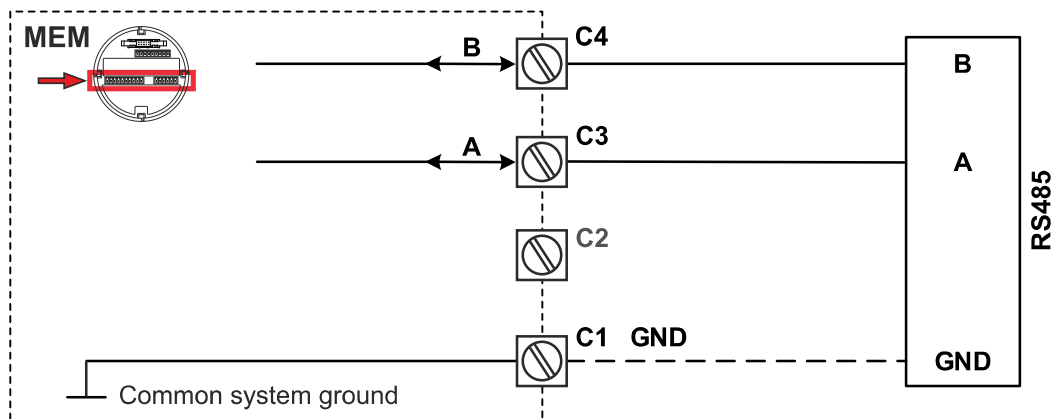 MEM
B
C4
B
A
C3
A
C2
RS485
C1 GND
GND
Common system ground